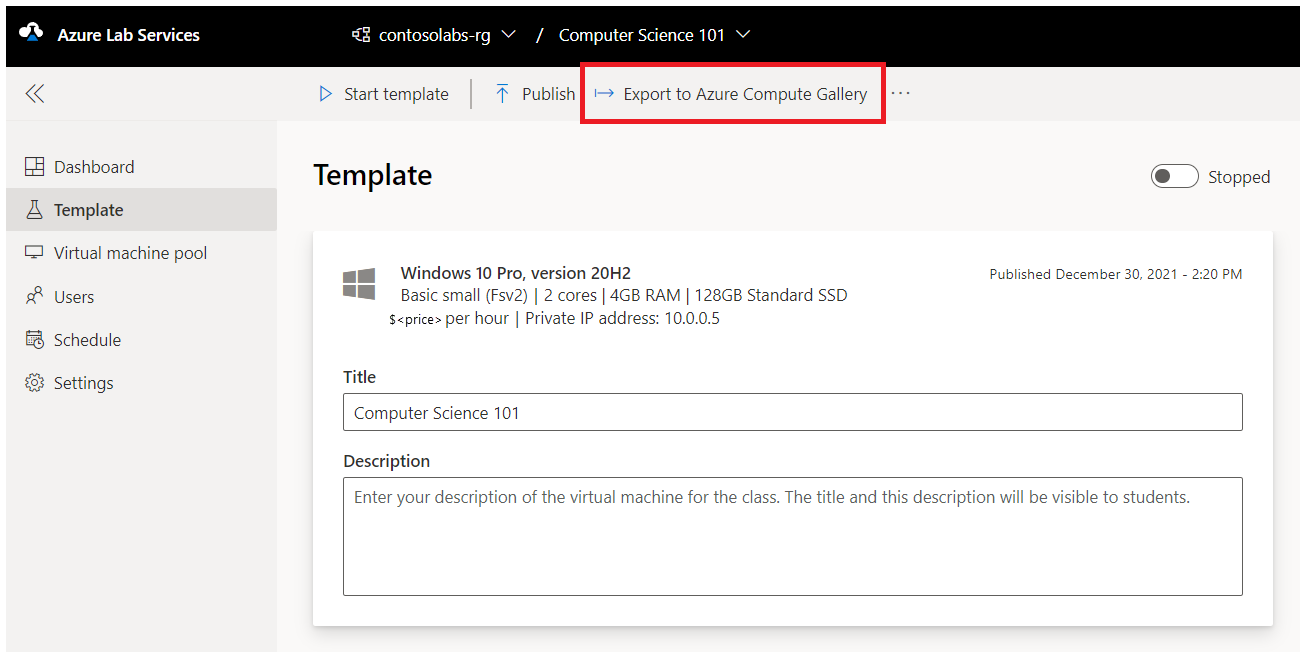 Azure Lab Services
contosolabs-rg / Computer Science 101
Start template Publish Export to Azure Compute Gallery ...
Dashboard
Template
Virtual machine pool
Users
Schedule
Settings
Template
Stopped
Windows 10 Pro, version 20H2
Published December 30, 2021 - 2:20 PM
Basic small (Fsv2) | 2 cores | 4GB RAM | 128GB Standard SSD
$<price> per hour | Private IP address: 10.0.0.5
Title
Computer Science 101
Description
Enter your description of the virtual machine for the class. The title and this description will be visible to students.